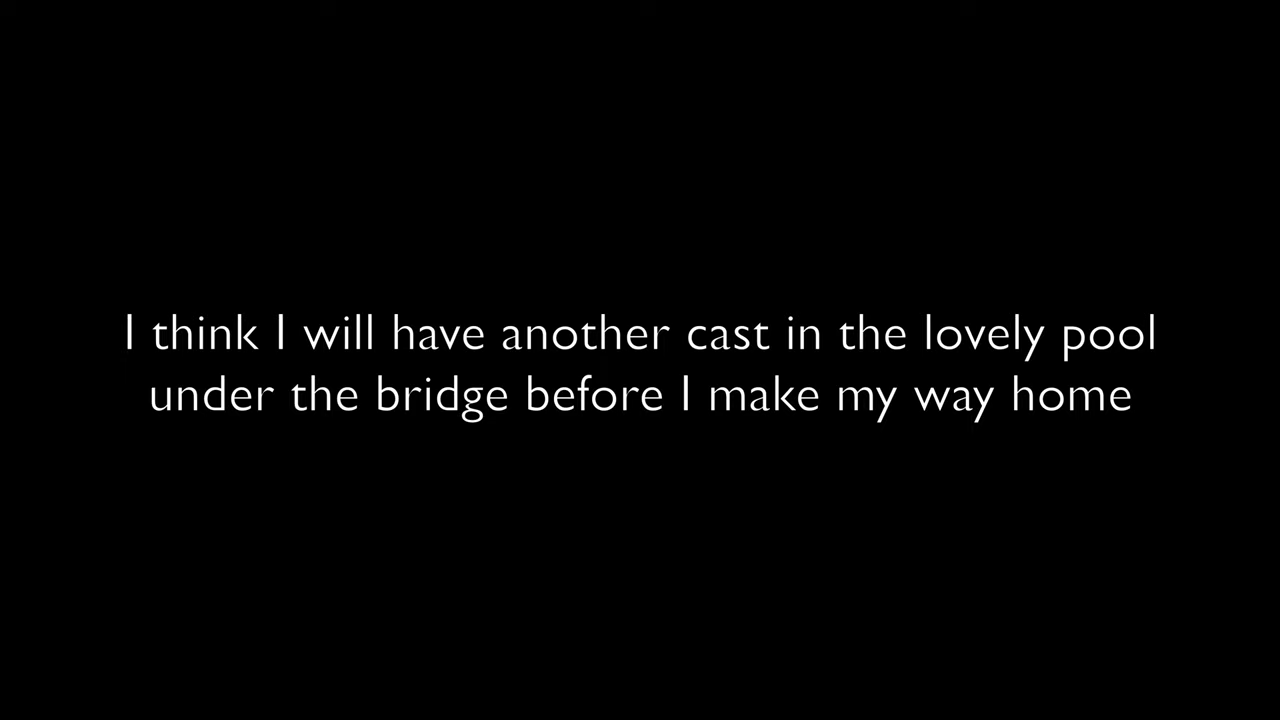 I think I will have another cast in the lovely pool
under the bridge before I make my way home